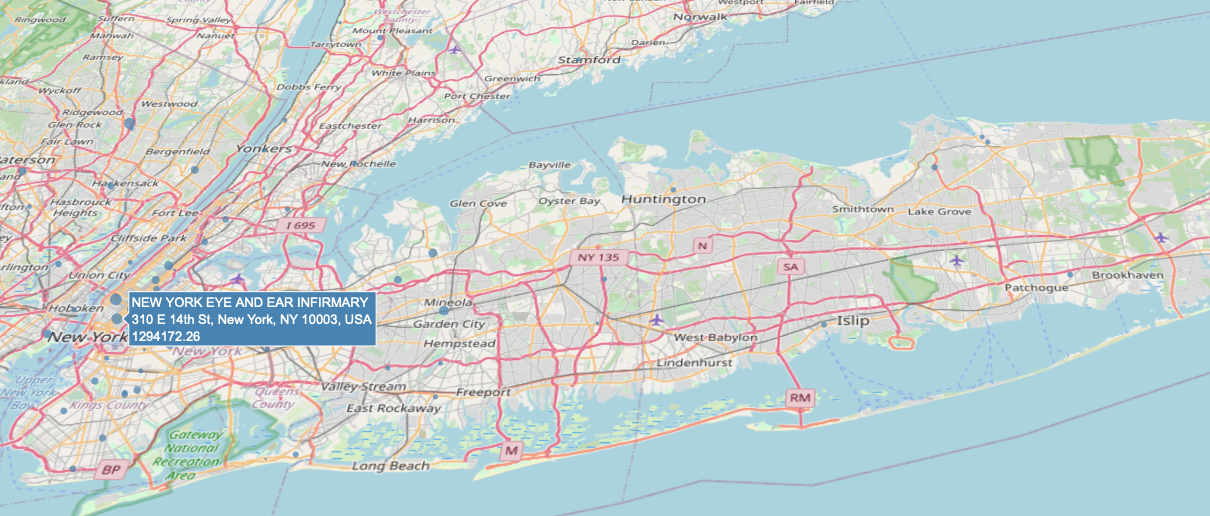 Ringwood
Suffern
Spring Valley
Westchester
County
Mahwah
Nanuet
Mount Pleasant
Tarrytown
Ramsey
Norwalk
Westport
Fairfield
Darien
Stamford
White Plains
Greenwich
Wyckoff
Dobbs Ferry
Port Chester
Westwood
Ridgewood
Glen Rock
Harrison
Eastchester
Fair Lawn
Bergenfield
Yonkers
New Rochelle
Bayville
Hackensack
Hasbrouck
Heights
Glen Cove
Oyster Bay
Huntington
Fort Lee
I 695
Smithtown
Lake Grove
Cliffside Park
N
NY 135
SA
Union City
Brookhaven
Patchogue
Hoboken
Mineola
NEW YORK EYE AND EAR INFIRMARY
310 E 14th St, New York, NY 10003, USA
1294172.26
Garden City
Islip
New York
New York
Hempstead
West Babylon
Lindenhurst
Upper
New York
Bay
Valley Stream
Queens
County
Freeport
Kings County
East Rockaway
RM
Gateway
National
Recreation
Area
M
BP
Long Beach